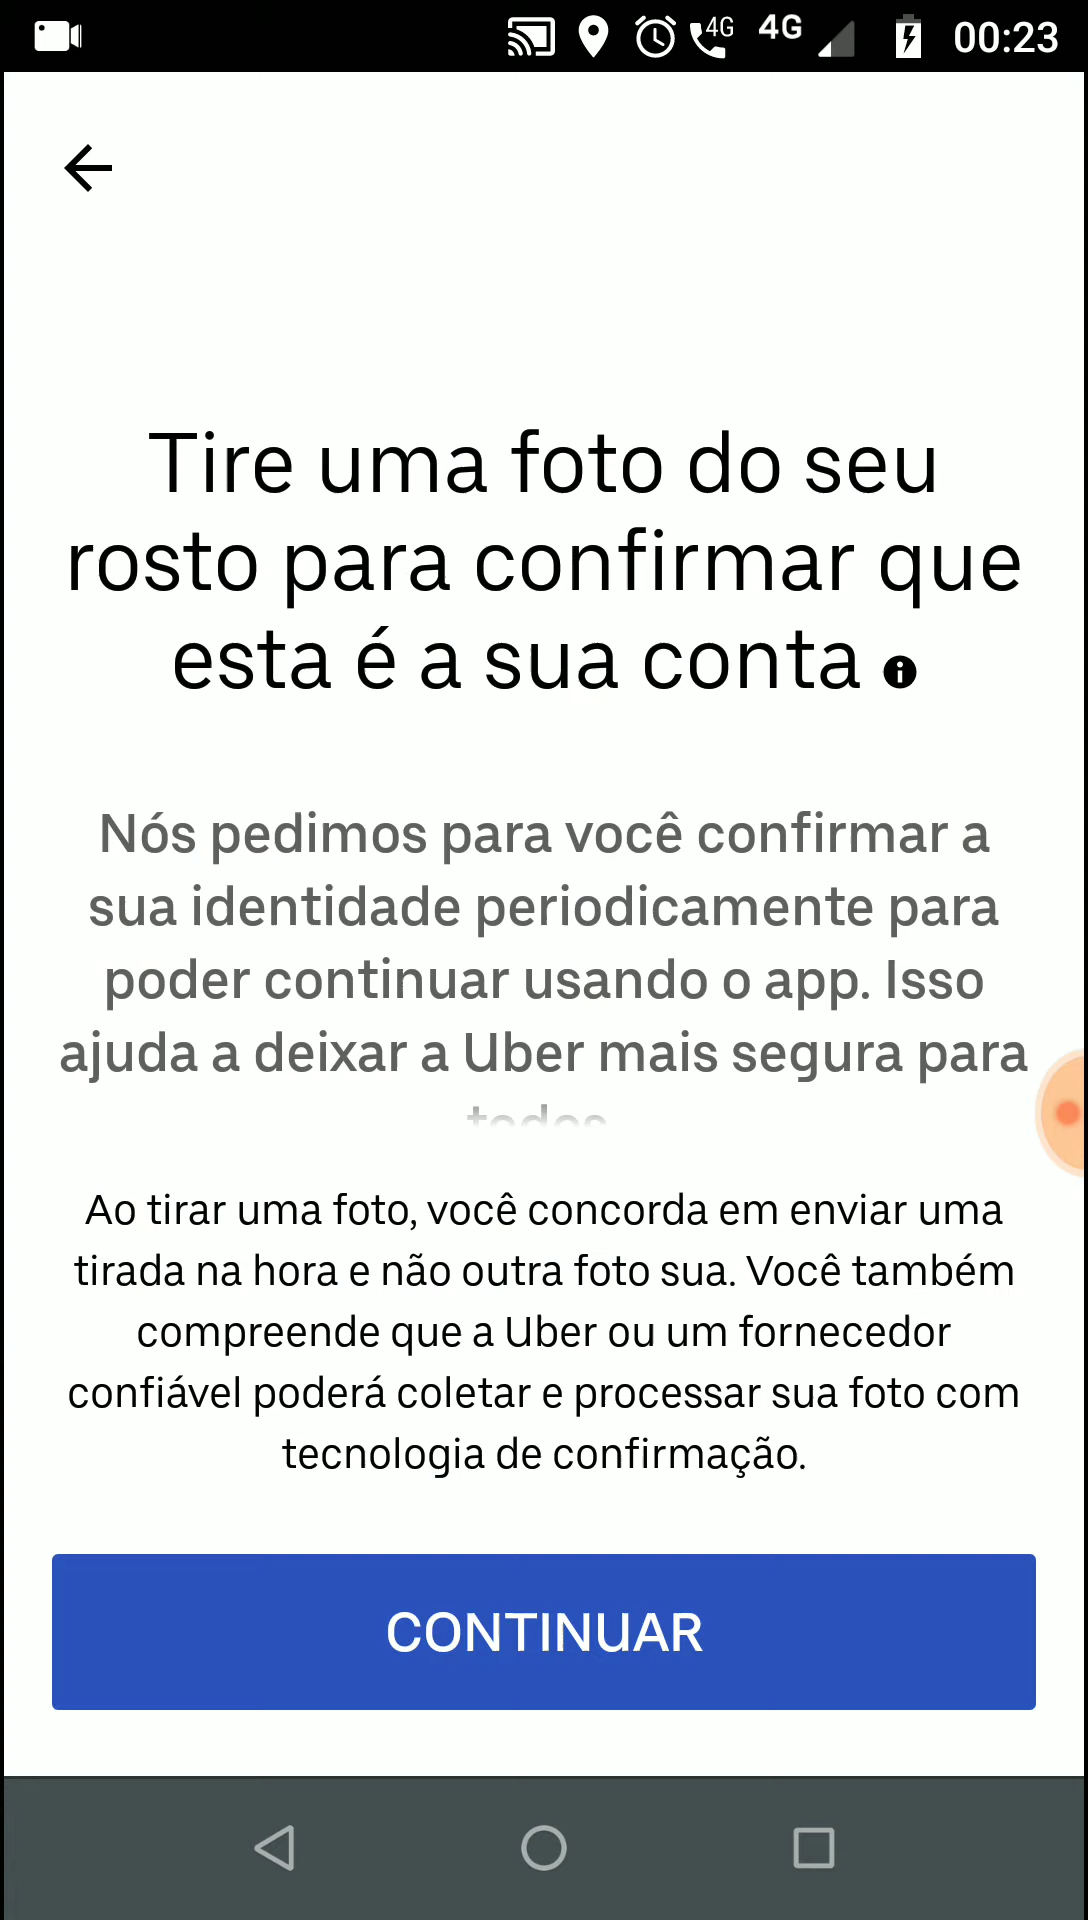 4G
4G
00:23
Tire uma foto do seu
rosto para confirmar que
esta é a sua conta
Nós pedimos para você confirmar a
sua identidade periodicamente para
poder continuar usando o app. Isso
ajuda a deixar a Uber mais segura para
todos
Ao tirar uma foto, você concorda em enviar uma
tirada na hora e não outra foto sua. Você também
compreende que a Uber ou um fornecedor
confiável poderá coletar e processar sua foto com
tecnologia de confirmação.
CONTINUAR